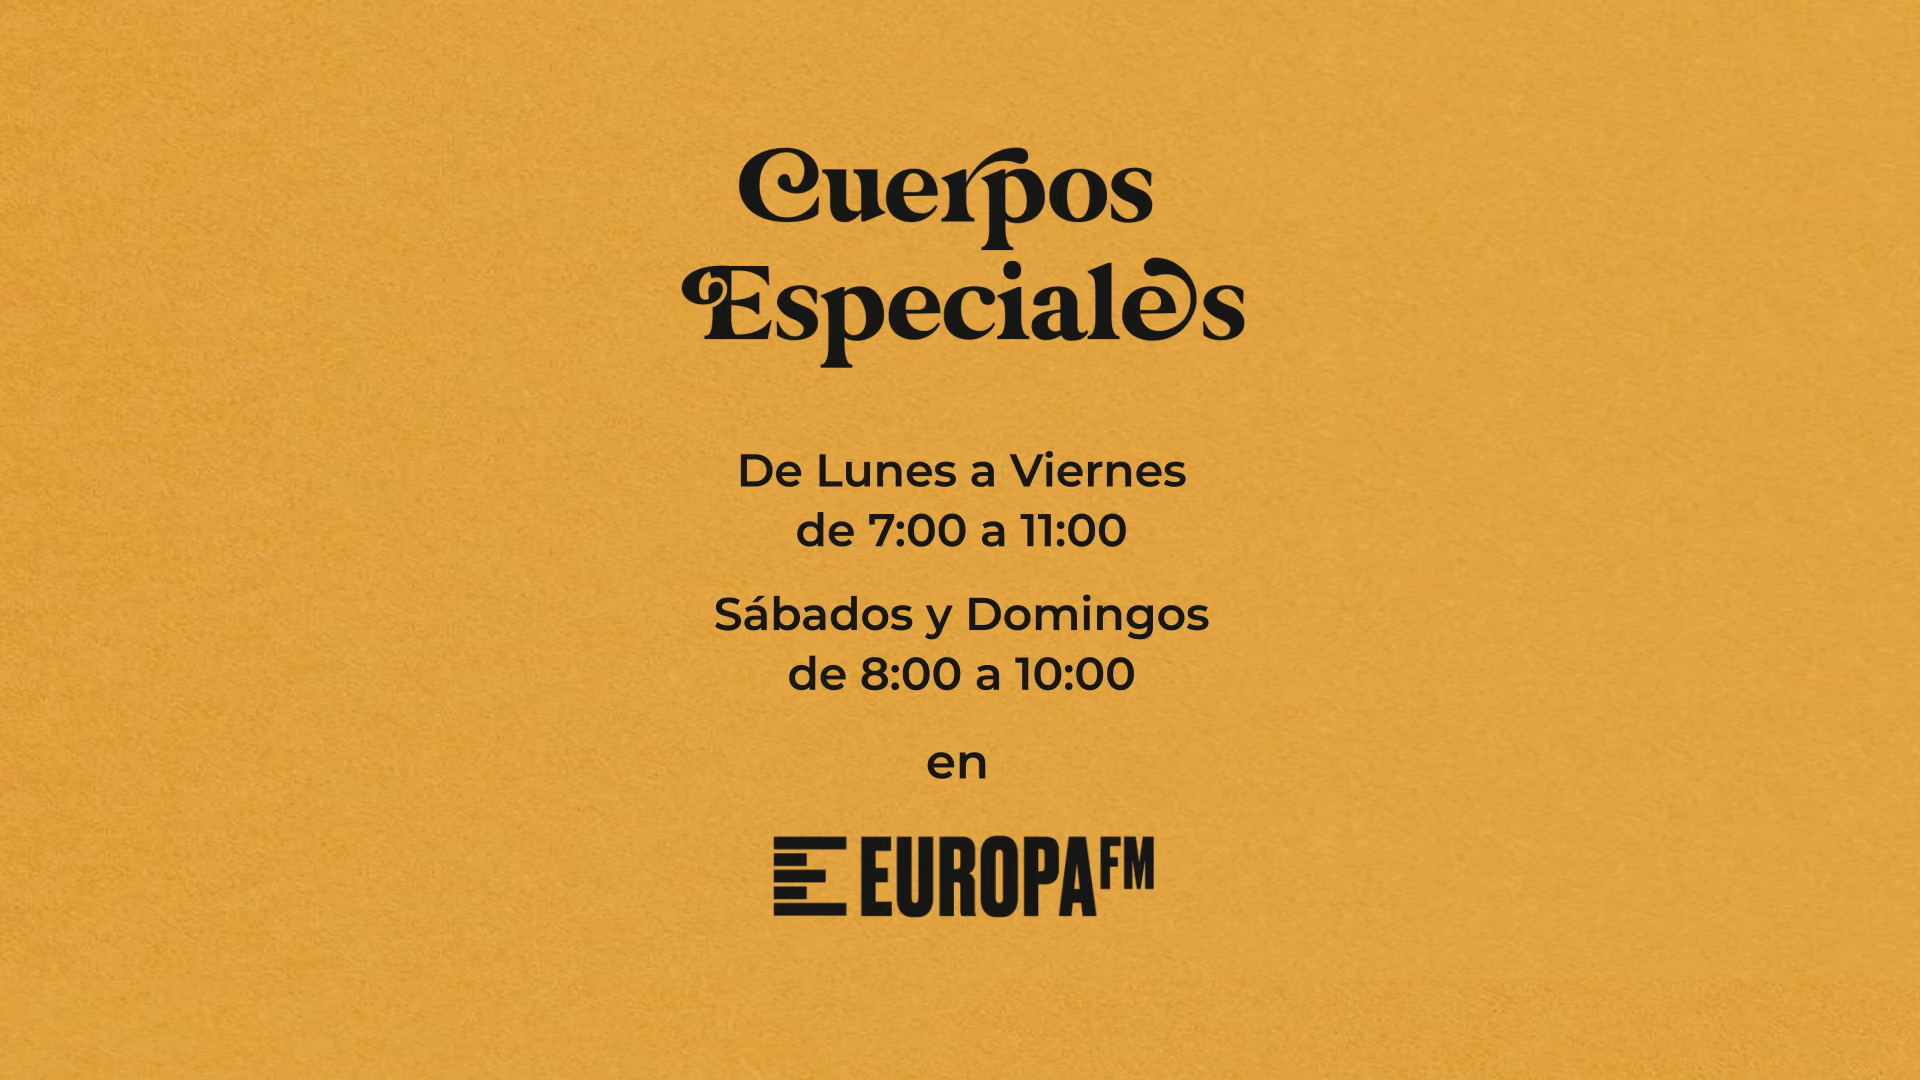 Cuerpos
Especiales
De Lunes a Viernes
de 7:00 a 11:00
Sábados y Domingos
de 8:00 a 10:00
en
EUROPA FM